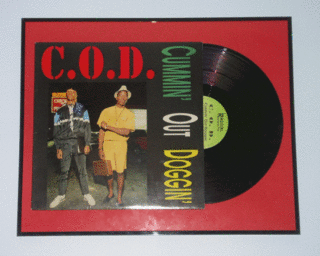 C.O.D.
CUMMIN'
OUT
DOGGIN'
C. O. D.